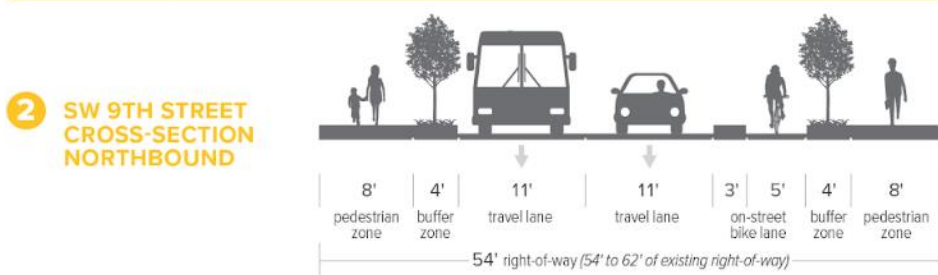 2 SW 9TH STREET
CROSS-SECTION
NORTHBOUND
8' 4' 11' 11' 3' 5' 4' 8'
pedestrian zone
buffer zone
travel lane
travel lane
on-street bike lane
buffer zone
pedestrian zone
54' right-of-way (54' to 62' of existing right-of-way)